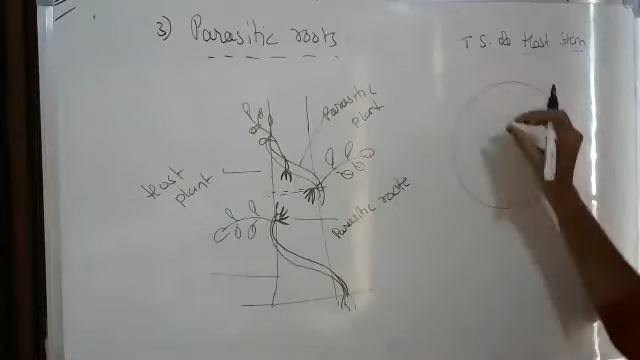 3) Parasitic roots
T S. of Host Stem
Parasitic
plant
Host
plant
Parasitic roots